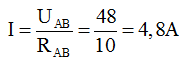 I = U_AB / R_AB = 48 / 10 = 4,8A